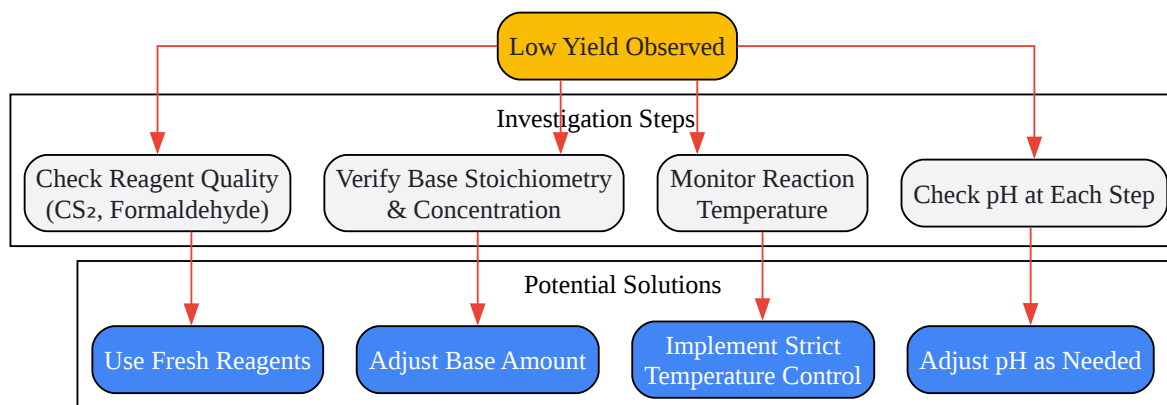 Low Yield Observed
Investigation Steps
Check Reagent Quality
(CS₂, Formaldehyde)
Verify Base Stoichiometry
& Concentration
Monitor Reaction
Temperature
Check pH at Each Step
Potential Solutions
Use Fresh Reagents
Adjust Base Amount
Implement Strict
Temperature Control
Adjust pH as Needed